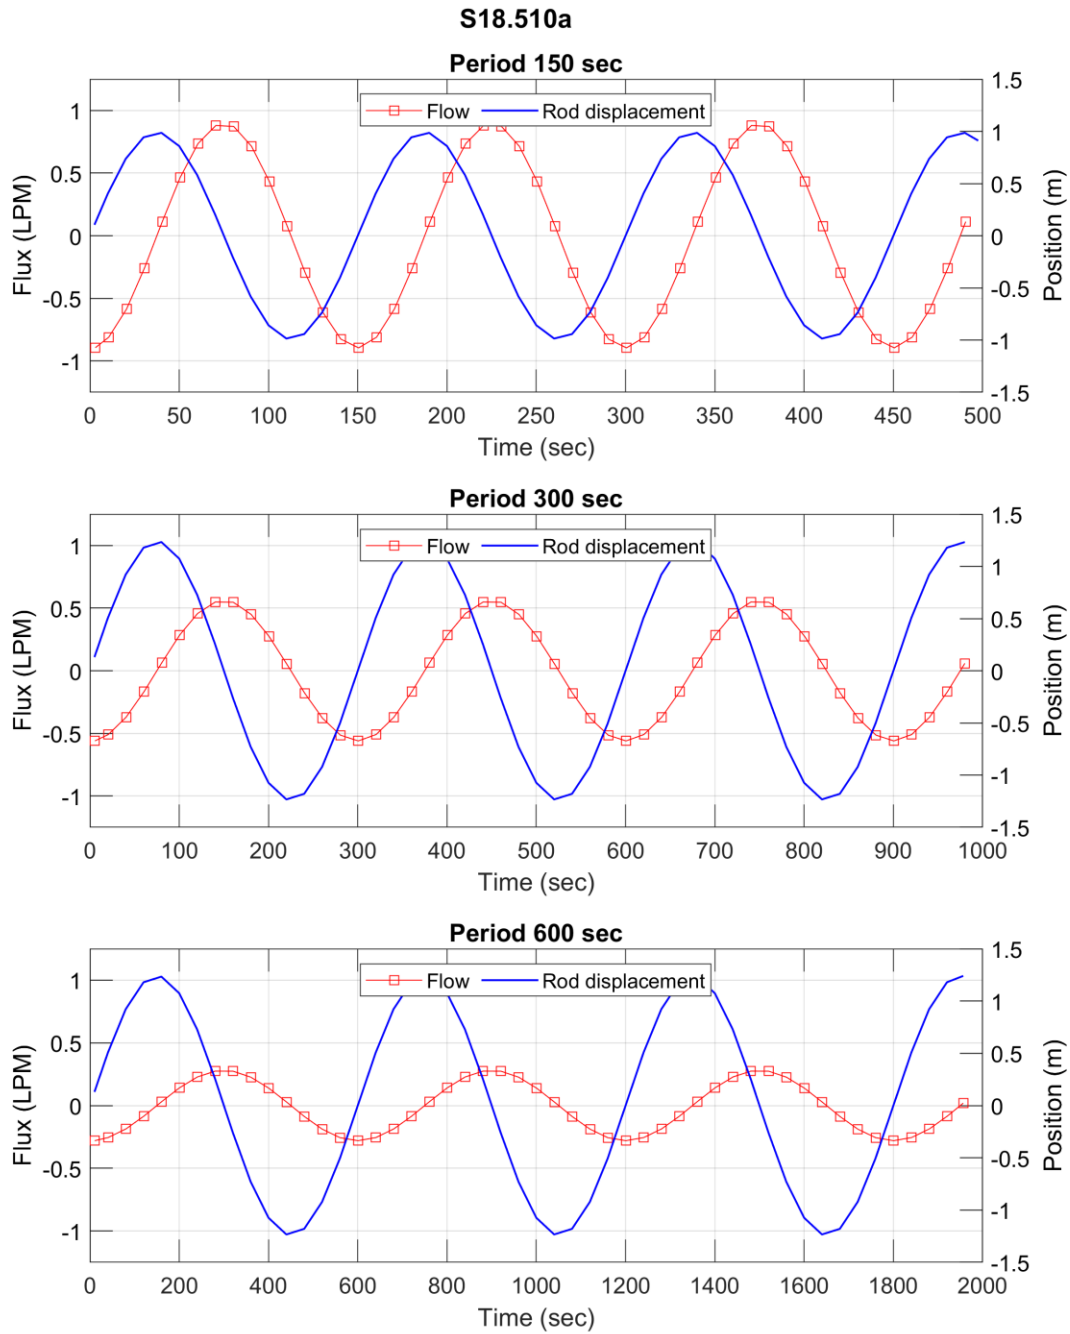 S18.510a
Period 150 sec
Flow
Rod displacement
1
0.5
0
-0.5
-1
Flux (LPM)
1.5
1
0.5
0
-0.5
-1
-1.5
Position (m)
0 50 100 150 200 250 300 350 400 450 500
Time (sec)
Period 300 sec
Flow
Rod displacement
1
0.5
0
-0.5
-1
Flux (LPM)
1.5
1
0.5
0
-0.5
-1
-1.5
Position (m)
0 100 200 300 400 500 600 700 800 900 1000
Time (sec)
Period 600 sec
Flow
Rod displacement
1
0.5
0
-0.5
-1
Flux (LPM)
1.5
1
0.5
0
-0.5
-1
-1.5
Position (m)
0 200 400 600 800 1000 1200 1400 1600 1800 2000
Time (sec)